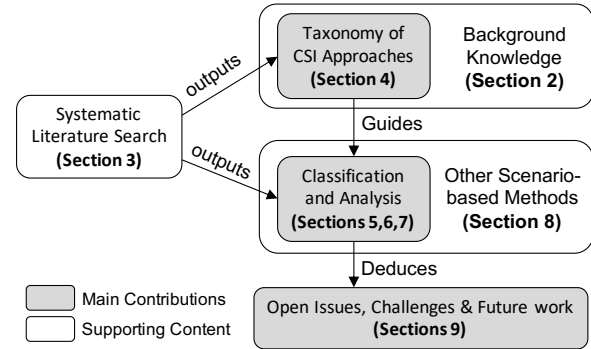 Taxonomy of
CSI Approaches
(Section 4)
Background
Knowledge
(Section 2)
outputs
Systematic
Literature Search
(Section 3)
Guides
outputs
Classification
and Analysis
(Sections 5,6,7)
Other Scenario-
based Methods
(Section 8)
Deduces
Main Contributions
Supporting Content
Open Issues, Challenges & Future work
(Sections 9)